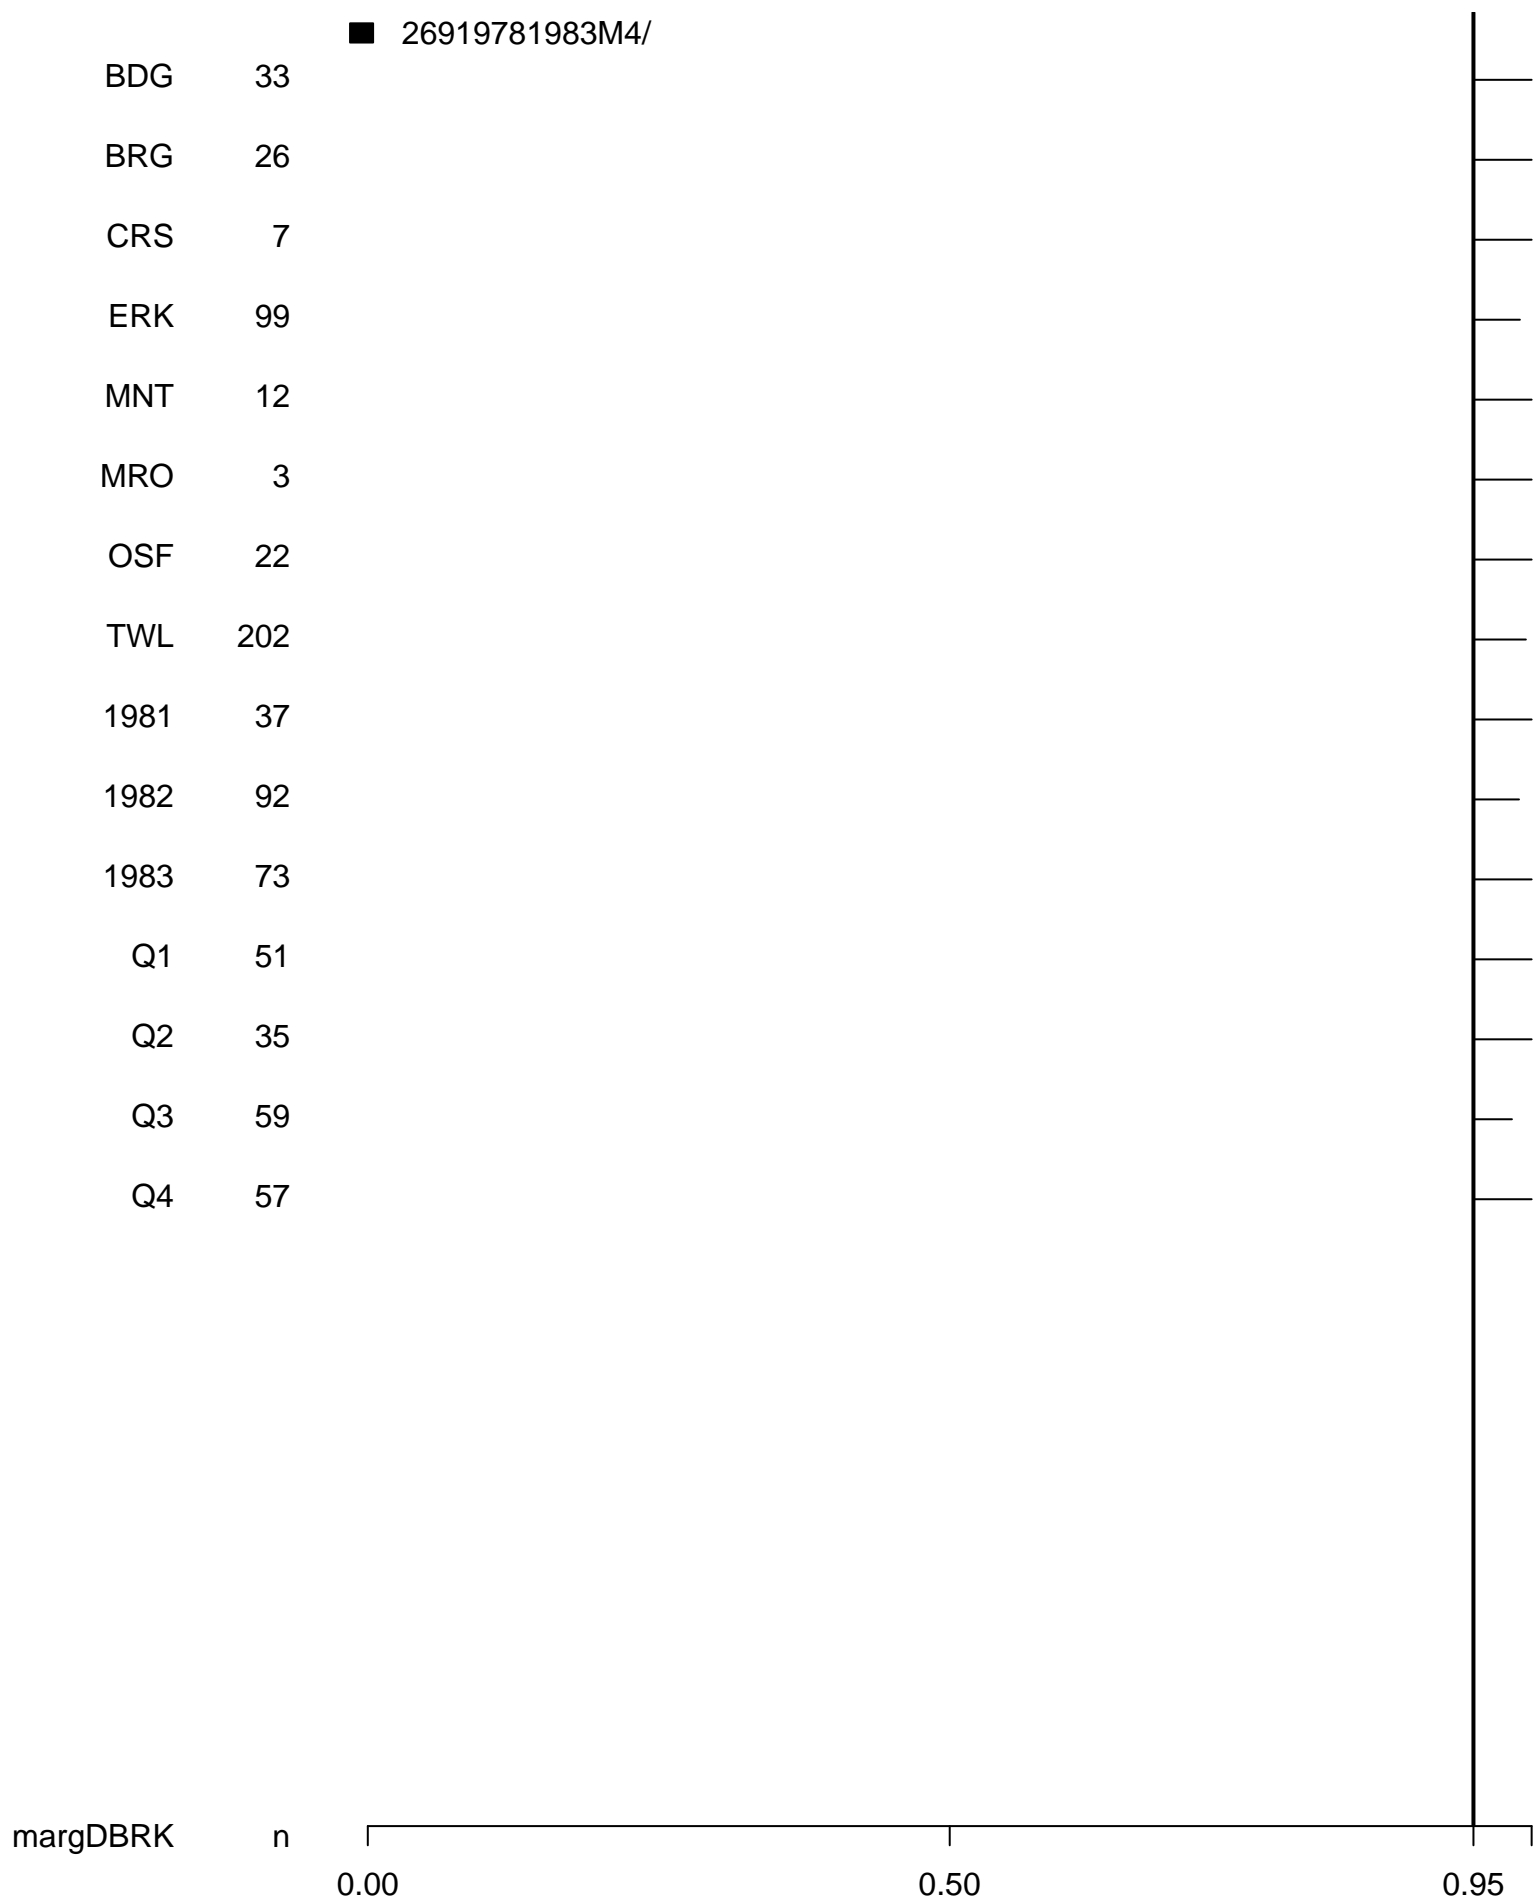 ■ 26919781983M4/
BDG 33
BRG 26
CRS 7
ERK 99
MNT 12
MRO 3
OSF 22
TWL 202
1981 37
1982 92
1983 73
Q1 51
Q2 35
Q3 59
Q4 57
margDBRK n
0.00 0.50 0.95